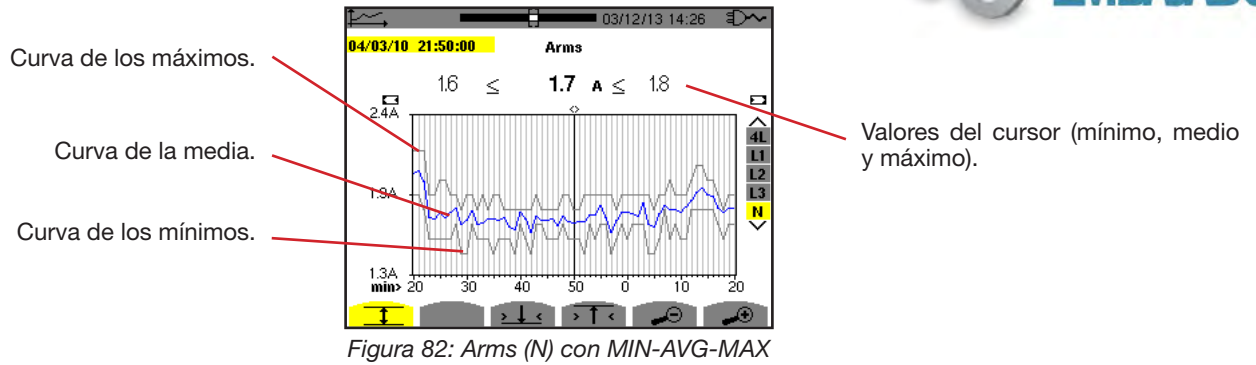 03/12/13 14:26
04/03/10 21:50:00 Arms
1.6 ≤ 1.7 A ≤ 1.8
2.4A
1.9A
1.3A
min> 20 30 40 50 0 10 20
4L
L1
L2
L3
N
Curva de los máximos.
Curva de la media.
Curva de los mínimos.
Valores del cursor (mínimo, medio
y máximo).
Figura 82: Arms (N) con MIN-AVG-MAX